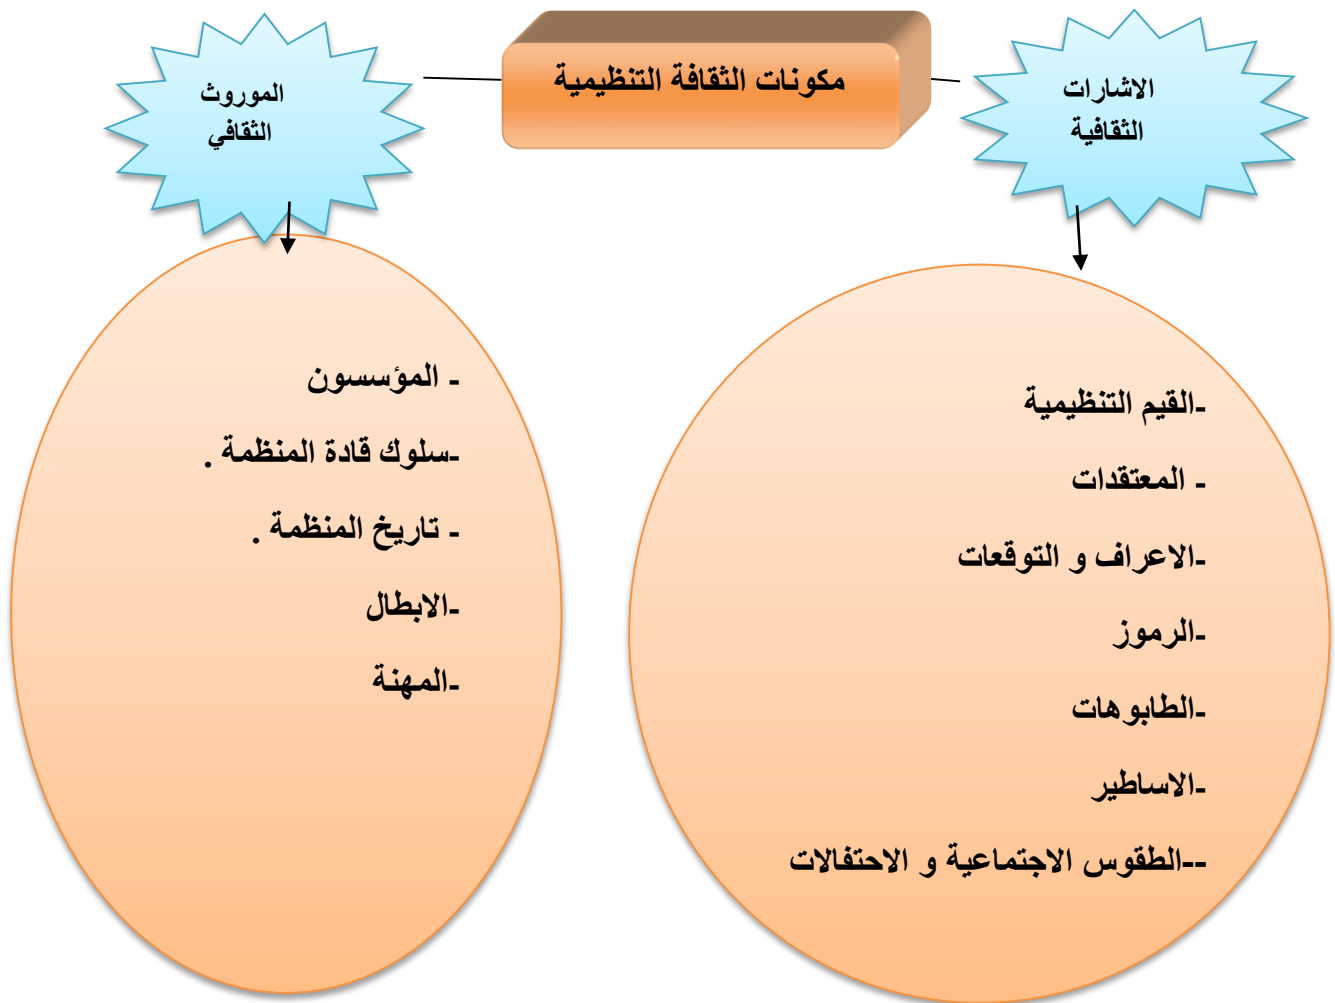 مكونات الثقافة التنظيمية
الاشارات
الثقافية
-القيم التنظيمية
- المعتقدات
-الاعراف و التوقعات
-الرموز
-الطابوهات
-الاساطير
--الطقوس الاجتماعية و الاحتفالات
الموروث
الثقافي
- المؤسسون
-سلوك قادة المنظمة .
- تاريخ المنظمة .
-الابطال
-المهنة